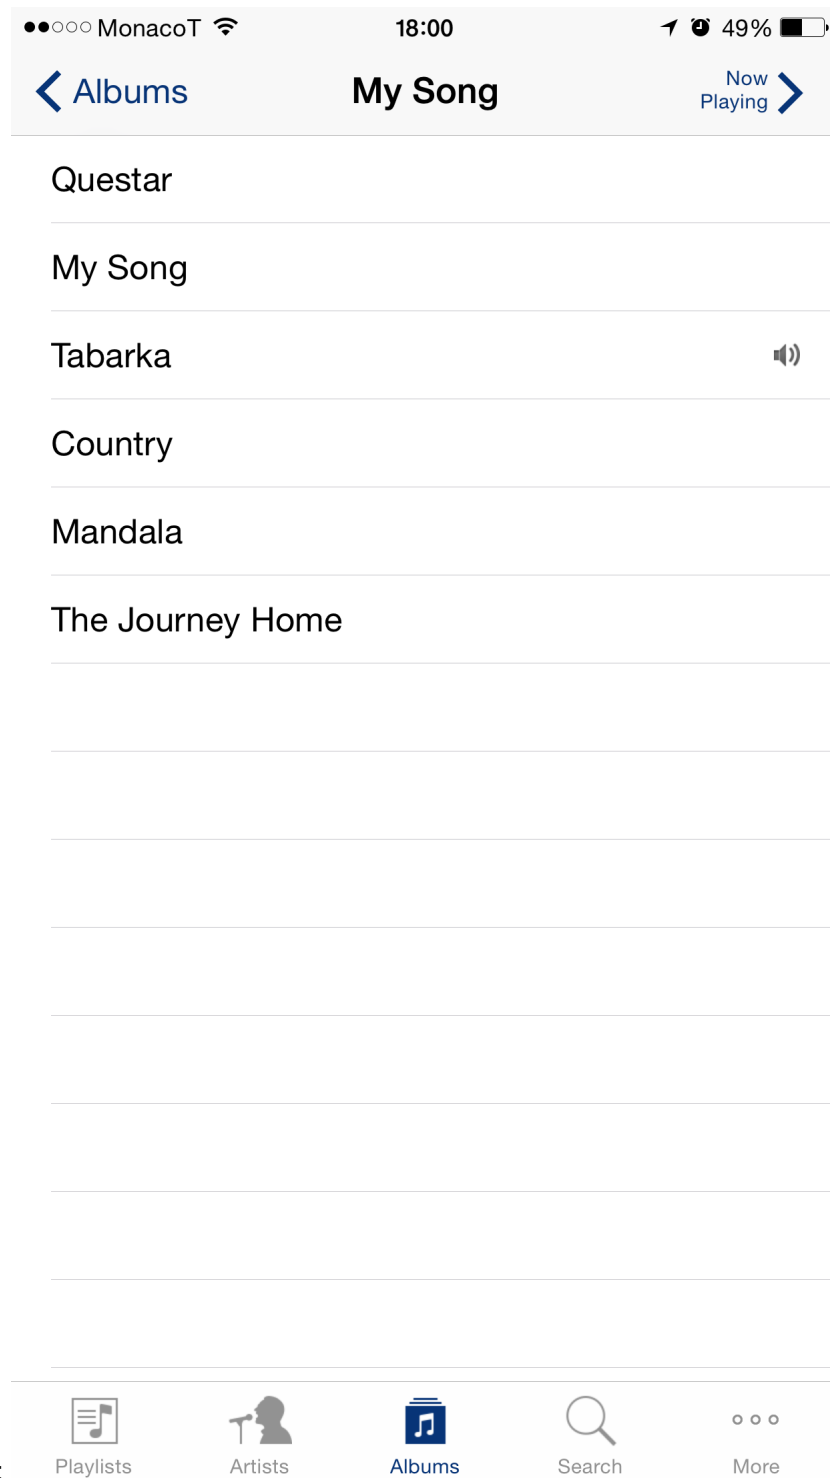 MonacoT 18:00 49%
Albums My Song Now Playing
Questar
My Song
Tabarka
Country
Mandala
The Journey Home
Playlists Artists Albums Search More